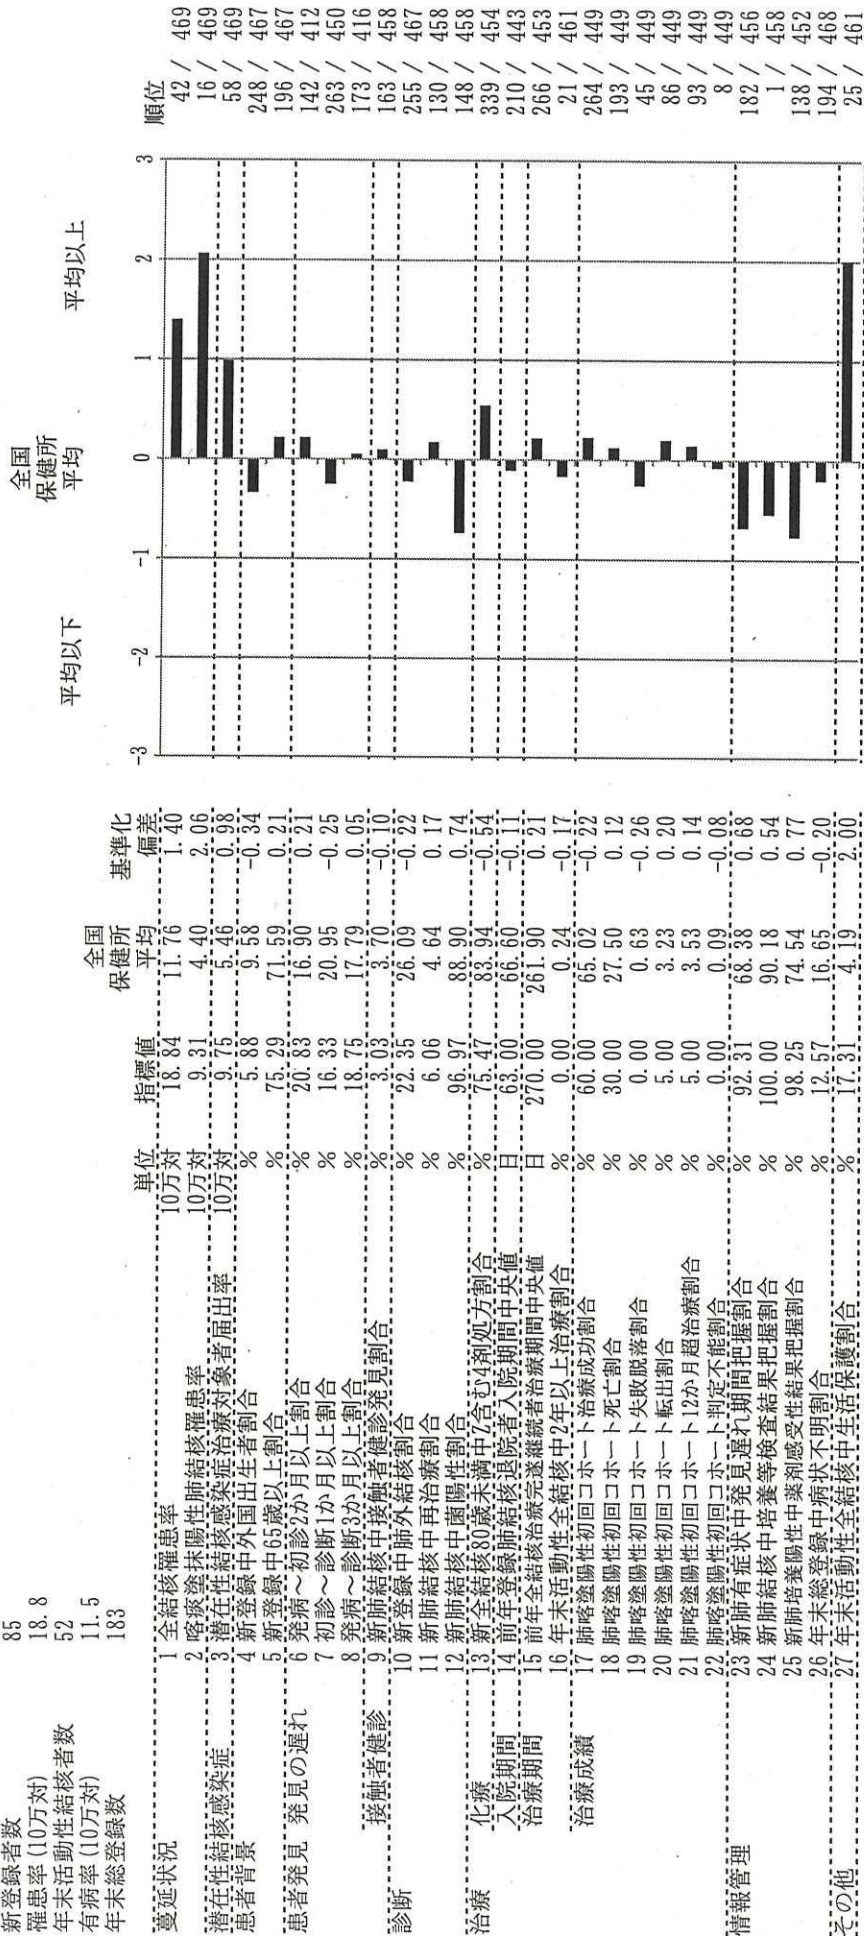 新登録者数 85
罹患率(10万対) 18.8
年末活動性結核者数 52
有病率(10万対) 11.5
年末総登録数 183
平均以下 全国保健所平均 平均以上
単位 指標値 全国保健所平均 基準化偏差 -3 -2 -1 0 1 2 3 順位
蔓延状況 1 全結核罹患率 10万対 18.84 11.76 1.40 42 / 469
2 喀痰塗抹陽性肺結核罹患率 10万対 9.31 4.40 2.06 16 / 469
潜在性結核感染症 3 潜在性結核感染症治療対象者届出率 10万対 9.75 5.46 0.98 58 / 469
患者背景 4 新登録中外国出生者割合 % 5.88 9.58 -0.34 248 / 467
5 新登録中65歳以上割合 % 75.29 71.59 0.21 196 / 467
患者発見 発見の遅れ 6 発病~初診2か月以上割合 % 20.83 16.90 0.21 142 / 412
7 初診~診断1か月以上割合 % 16.33 20.95 -0.25 263 / 450
8 発病~診断3か月以上割合 % 18.75 17.79 0.05 173 / 416
接触者健診 9 新肺結核中接触者健診発見割合 % 3.03 3.70 -0.10 163 / 458
診断 10 新登録中肺外結核割合 % 22.35 26.09 -0.22 255 / 467
11 新肺結核中再治療割合 % 6.06 4.64 0.17 130 / 458
12 新肺結核中菌陽性割合 % 96.97 88.90 0.74 148 / 458
治療 化療 13 新全結核80歳未満中Z含む4剤処方割合 % 75.47 83.94 -0.54 339 / 454
入院期間 14 前年登録肺結核退院者入院期間中央値 日 63.00 66.60 -0.11 210 / 443
治療期間 15 前年全結核治療完遂継続者治療期間中央値 日 270.00 261.90 0.21 266 / 453
16 年末活動性全結核中2年以上治療割合 % 0.00 0.24 -0.17 21 / 461
治療成績 17 肺喀塗陽性初回コホート治療成功割合 % 60.00 65.02 -0.22 264 / 449
18 肺喀塗陽性初回コホート死亡割合 % 30.00 27.50 0.12 193 / 449
19 肺喀塗陽性初回コホート失敗脱落割合 % 0.00 0.63 -0.26 45 / 449
20 肺喀塗陽性初回コホート転出割合 % 5.00 3.23 0.20 86 / 449
21 肺喀塗陽性初回コホート12か月超治療割合 % 5.00 3.53 0.14 93 / 449
22 肺喀塗陽性初回コホート判定不能割合 % 0.00 0.09 -0.08 8 / 449
情報管理 23 新肺有症状中発見遅れ期間把握割合 % 92.31 68.38 0.68 182 / 456
24 新肺結核中培養等検査結果把握割合 % 100.00 90.18 0.54 1 / 458
25 新肺培養陽性中薬剤感受性結果把握割合 % 98.25 74.54 0.77 138 / 452
26 年末総登録中病状不明割合 % 12.57 16.65 -0.20 194 / 468
その他 27 年末活動性全結核中生活保護割合 % 17.31 4.19 2.00 25 / 461